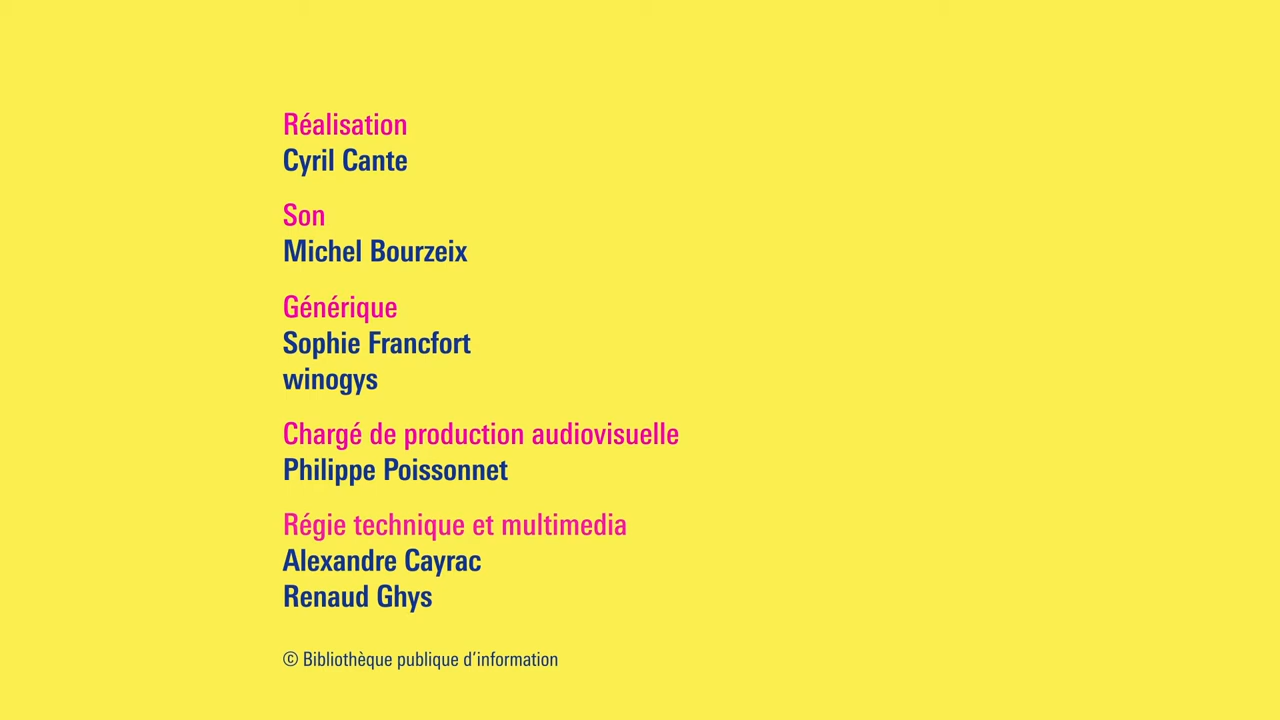 Réalisation
Cyril Cante
Son
Michel Bourzeix
Générique
Sophie Francfort
winogys
Chargé de production audiovisuelle
Philippe Poissonnet
Régie technique et multimedia
Alexandre Cayrac
Renaud Ghys
© Bibliothèque publique d’information